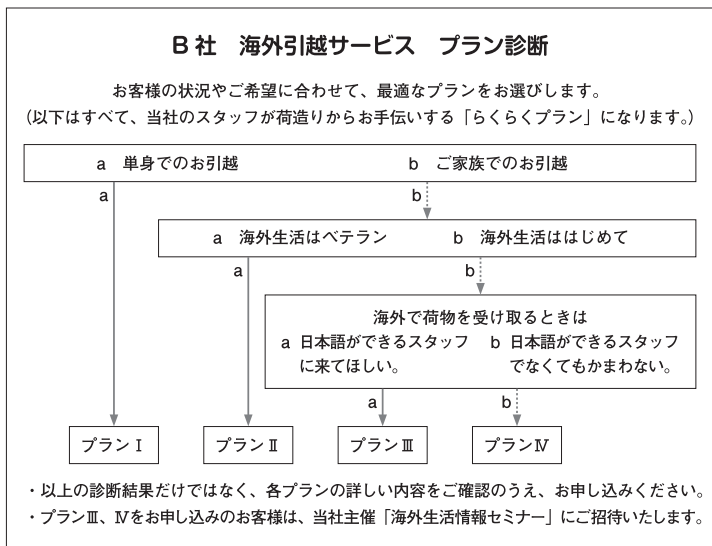 B社 海外引越サービス プラン診断
お客様の状況やご希望に合わせて、最適なプランをお選びします。
(以下はすべて、当社のスタッフが荷造りからお手伝いする「らくらくプラン」になります。)
a 単身でのお引越 b ご家族でのお引越
a b
a 海外生活はベテラン b 海外生活ははじめて
a b
海外で荷物を受け取るときは
a 日本語ができるスタッフ b 日本語ができるスタッフ
に来てほしい。 でなくてもかまわない。
a b
プランⅠ プランⅡ プランⅢ プランⅣ
・以上の診断結果だけではなく、各プランの詳しい内容をご確認のうえ、お申し込みください。
・プランⅢ、Ⅳをお申し込みのお客様は、当社主催「海外生活情報セミナー」にご招待いたします。